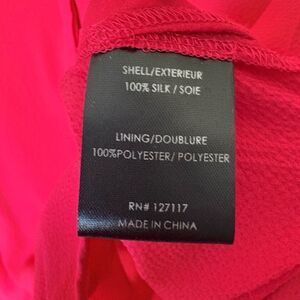 SHELL/EXTERIEUR
100% SILK / SOIE
LINING/DOUBLURE
100%POLYESTER/ POLYESTER
RN# 127117
MADE IN CHINA